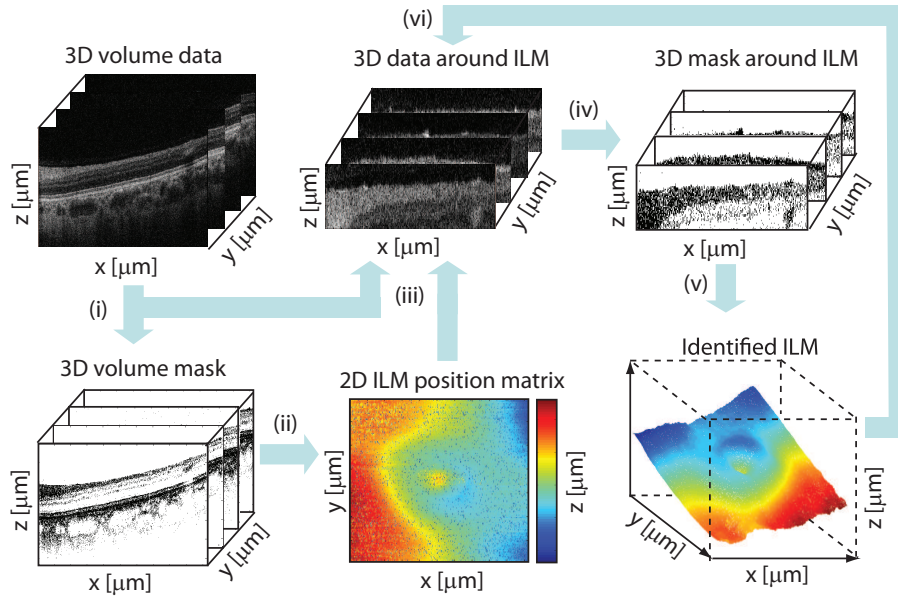 (vi)
3D volume data
3D data around ILM
3D mask around ILM
(iv)
z [μm]
y [μm]
x [μm]
z [μm]
y [μm]
x [μm]
(i)
(iii)
(v)
3D volume mask
2D ILM position matrix
Identified ILM
(ii)
z [μm]
y [μm]
x [μm]
y [μm]
x [μm]
z [μm]
y [μm]
x [μm]
z [μm]